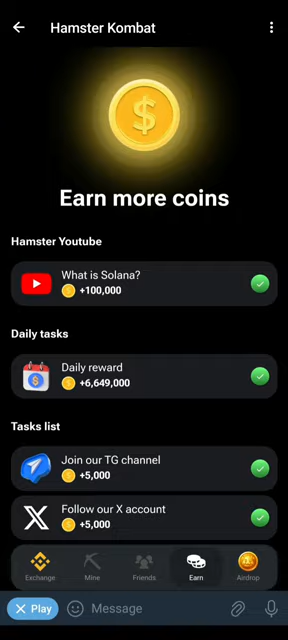 Hamster Kombat
Earn more coins
Hamster Youtube
What is Solana?
+100,000
Daily tasks
Daily reward
+6,649,000
Tasks list
Join our TG channel
+5,000
Follow our X account
+5,000
Exchange
Mine
Friends
Earn
Airdrop
Play
Message